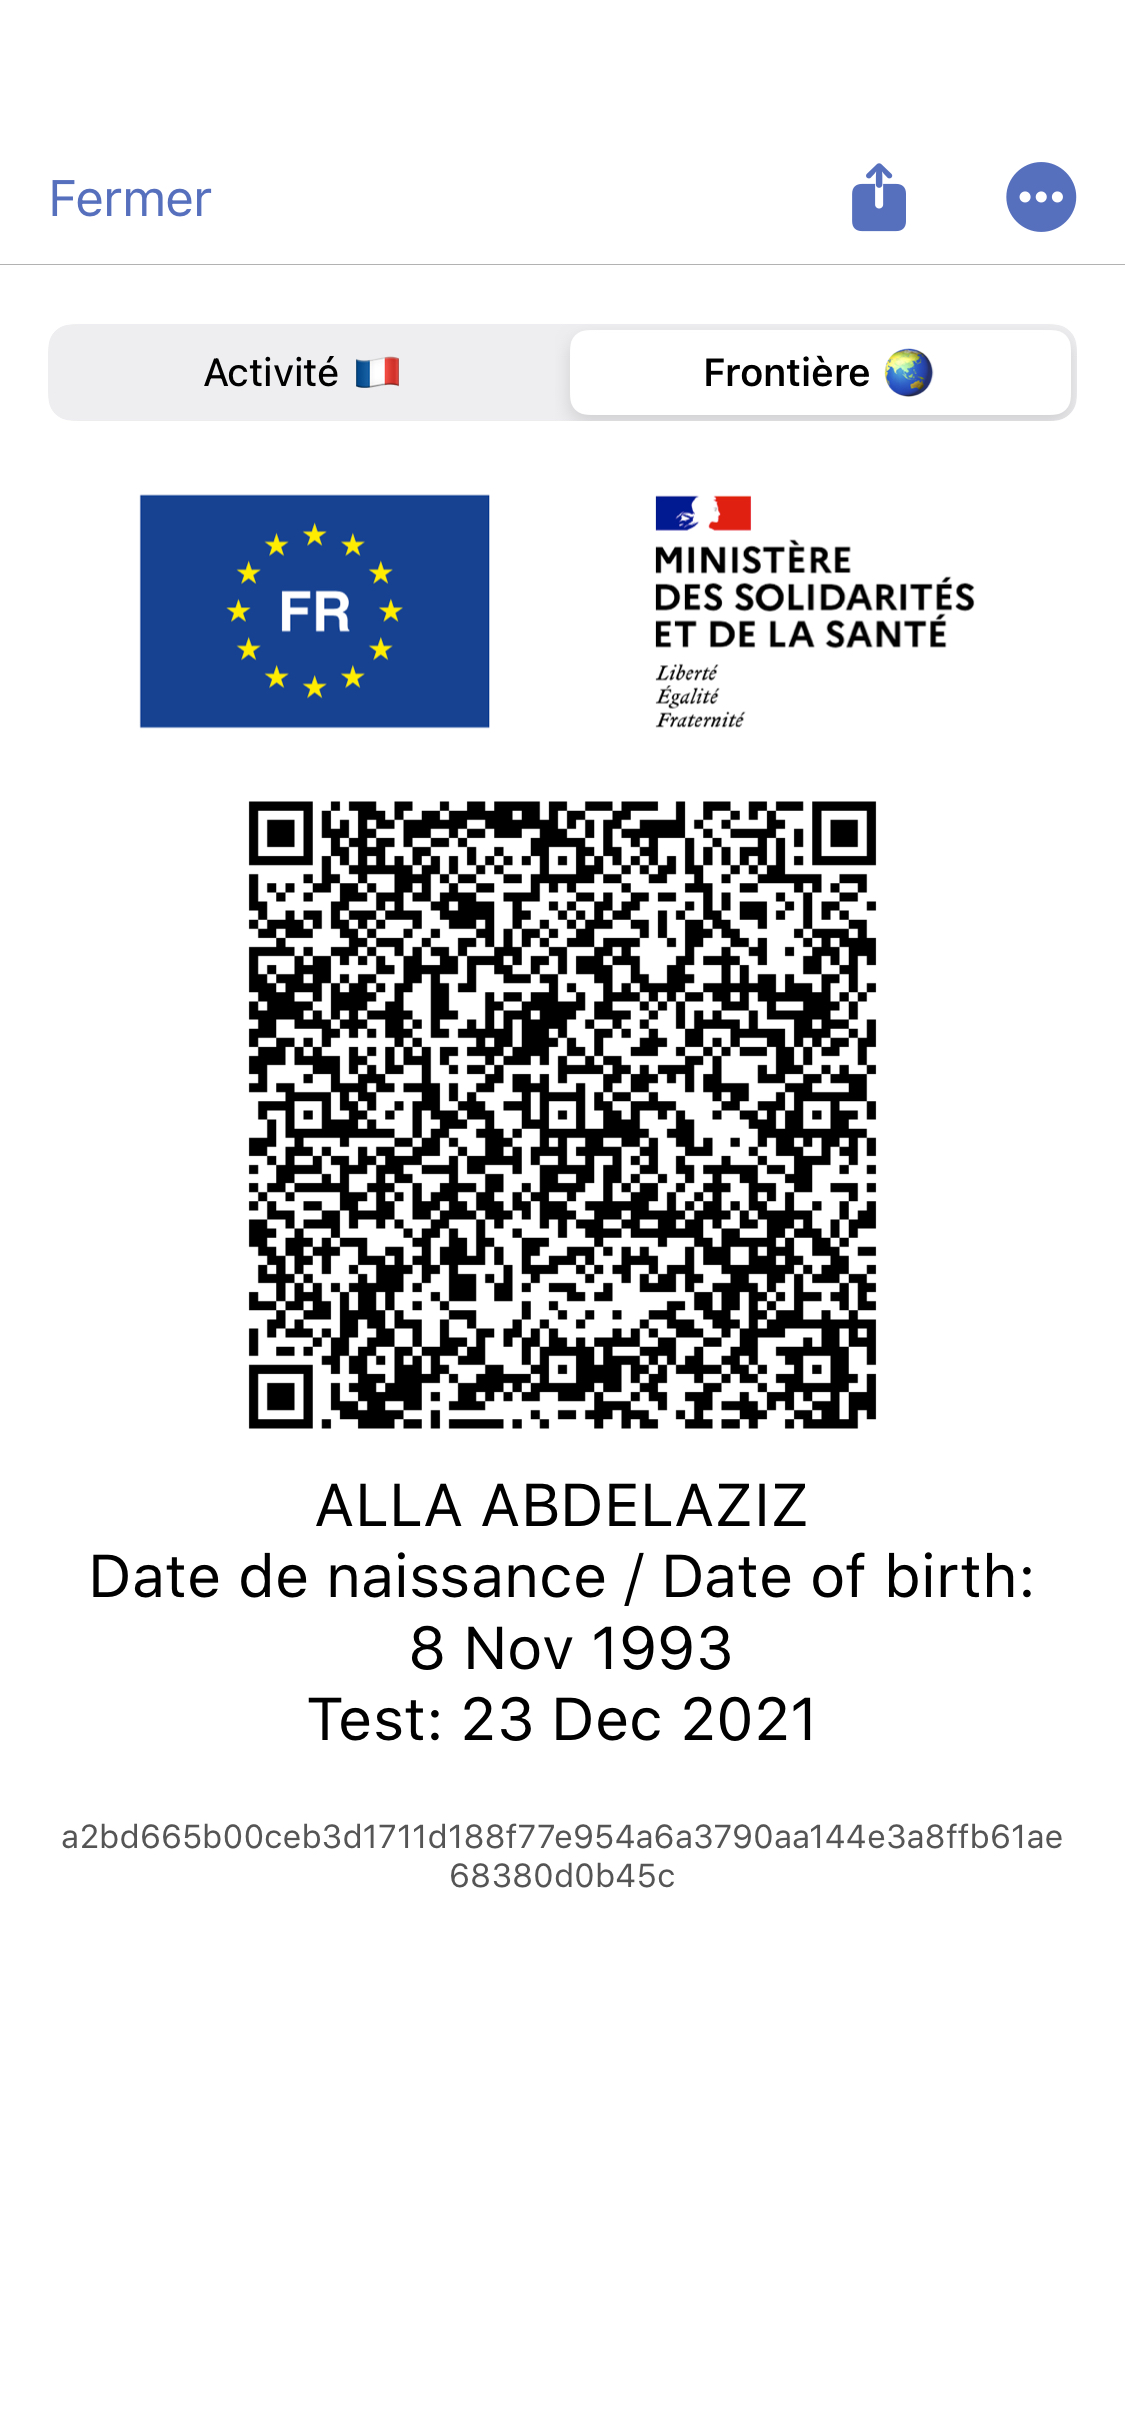 Fermer
Activité
Frontière
FR
MINISTÈRE
DES SOLIDARITÉS
ET DE LA SANTÉ
Liberté
Égalité
Fraternité
ALLA ABDELAZIZ
Date de naissance / Date of birth:
8 Nov 1993
Test: 23 Dec 2021
a2bd665b00ceb3d1711d188f77e954a6a3790aa144e3a8ffb61ae
68380d0b45c